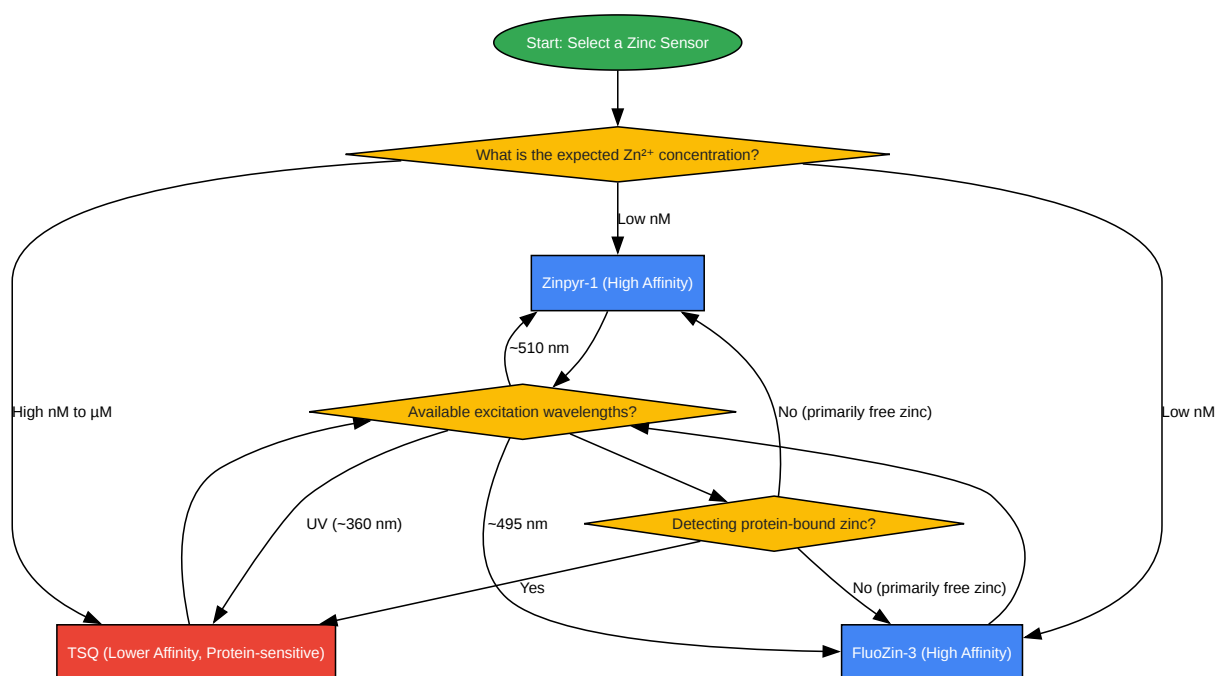 Start: Select a Zinc Sensor
What is the expected Zn²⁺ concentration?
Low nM
Zinpyr-1 (High Affinity)
~510 nm
High nM to µM
Available excitation wavelengths?
No (primarily free zinc)
Low nM
UV (~360 nm)
~495 nm
Detecting protein-bound zinc?
Yes
No (primarily free zinc)
TSQ (Lower Affinity, Protein-sensitive)
FluoZin-3 (High Affinity)